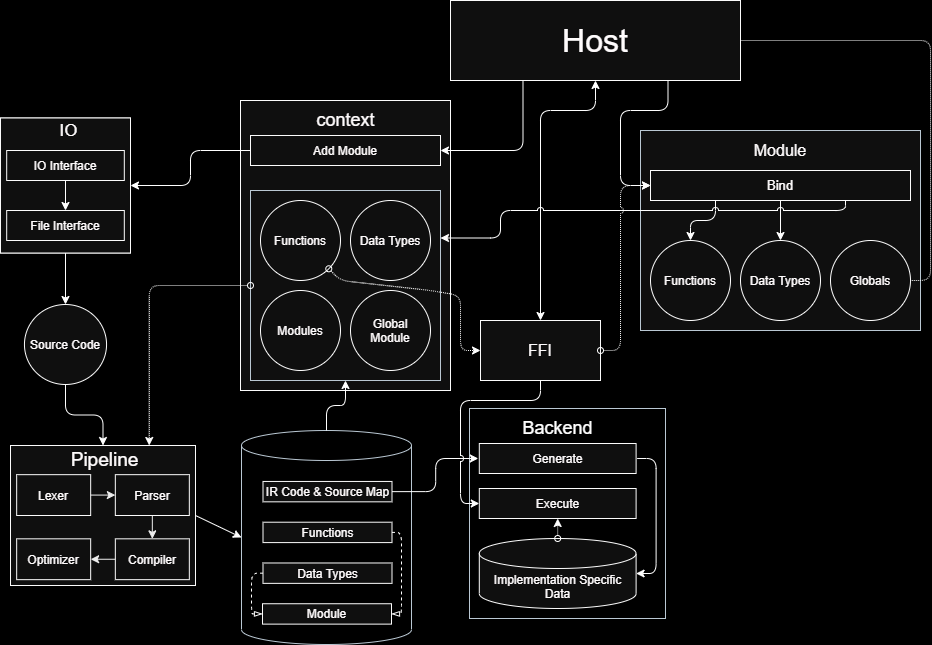 Host
context
Add Module
Functions
Data Types
Modules
Global
Module
IO
IO Interface
File Interface
Source Code
Module
Bind
Functions
Data Types
Globals
FFI
Pipeline
Lexer
Parser
Optimizer
Compiler
IR Code & Source Map
Functions
Data Types
Module
Backend
Generate
Execute
Implementation Specific
Data